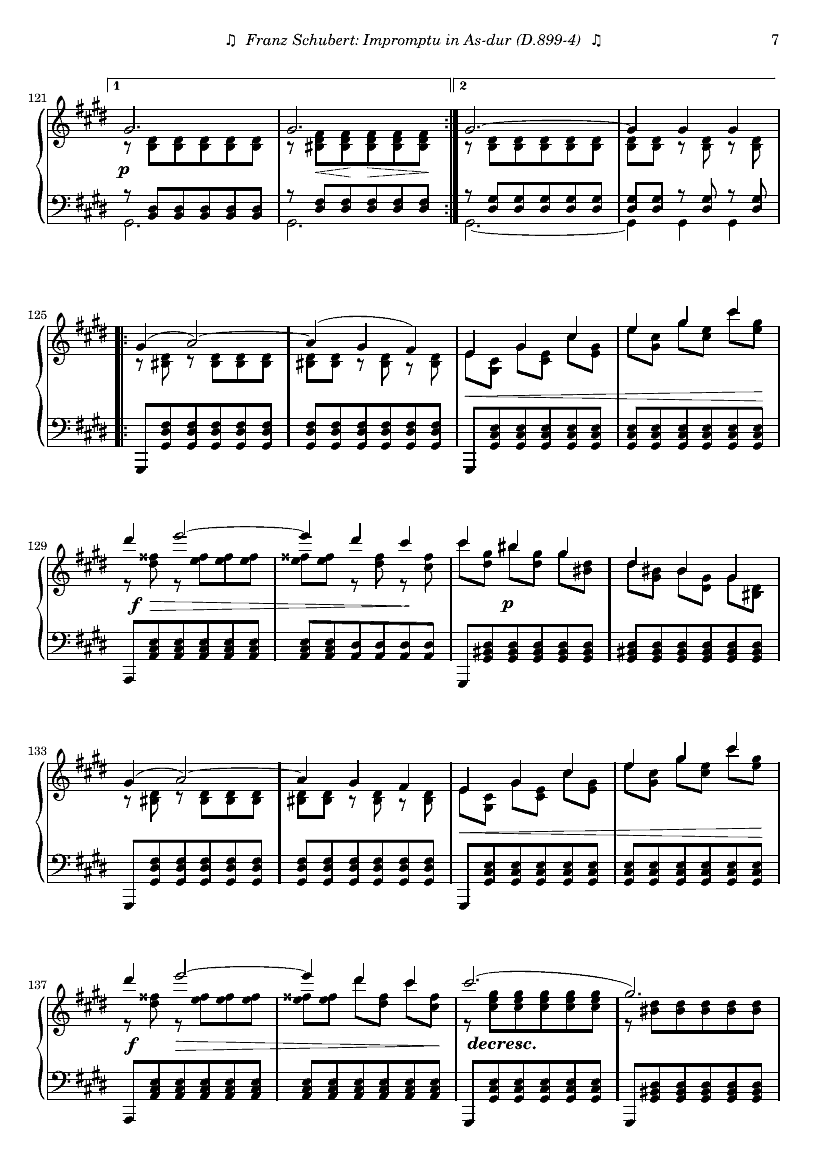 ♫ Franz Schubert: Impromptu in As-dur (D.899-4) ♫ 7
1 2
121
p
125
129
f p
133
137
f decresc.